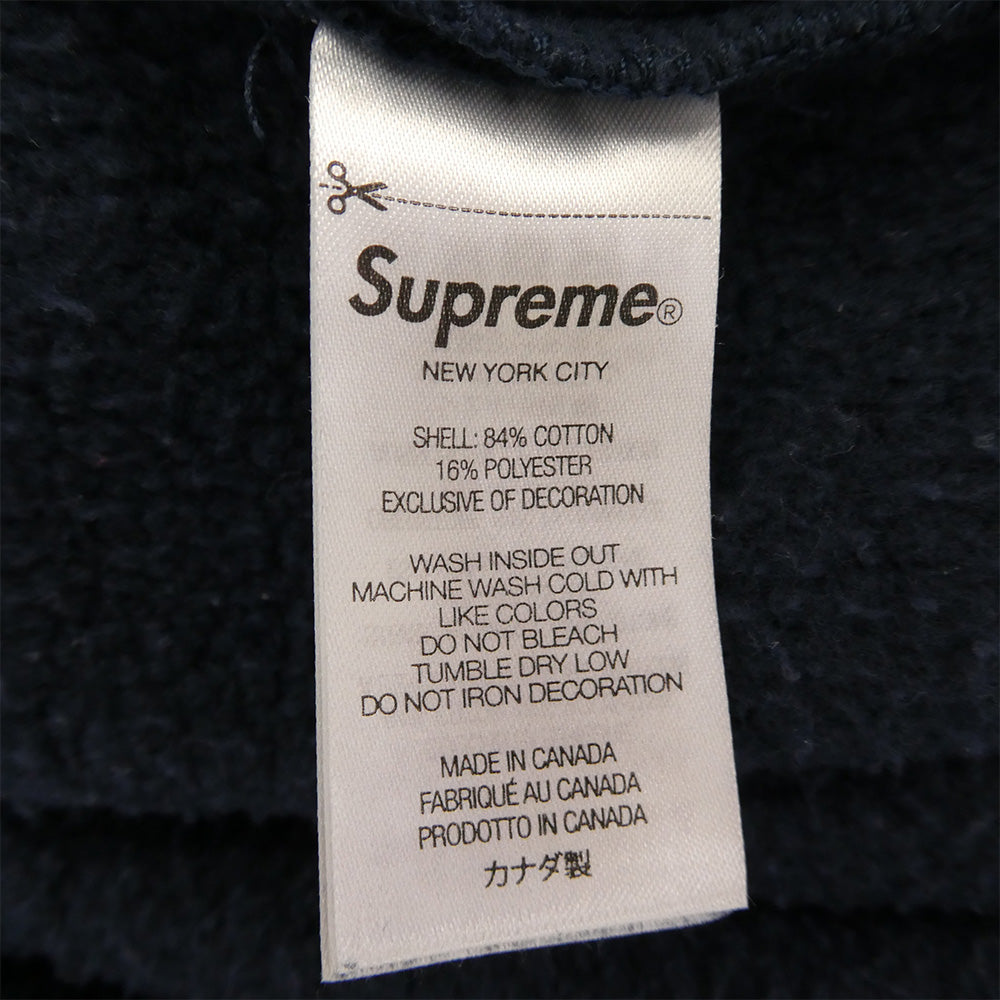 Supreme®
NEW YORK CITY
SHELL: 84% COTTON
16% POLYESTER
EXCLUSIVE OF DECORATION
WASH INSIDE OUT
MACHINE WASH COLD WITH
LIKE COLORS
DO NOT BLEACH
TUMBLE DRY LOW
DO NOT IRON DECORATION
MADE IN CANADA
FABRIQUÉ AU CANADA
PRODOTTO IN CANADA
カナダ製